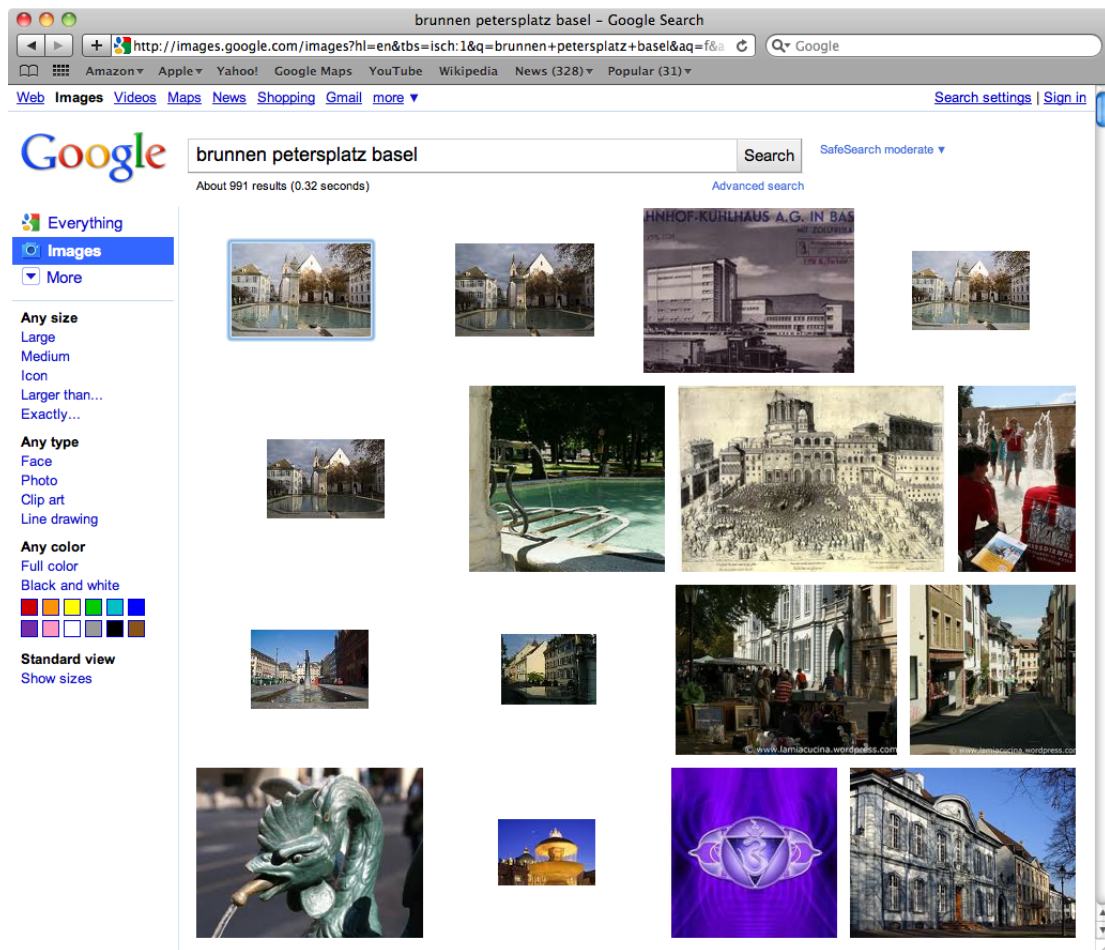 brunnen petersplatz basel – Google Search
http://images.google.com/images?hl=en&tbs=isch:1&q=brunnen+petersplatz+basel&aq=f&a
Google
Amazon Apple Yahoo! Google Maps YouTube Wikipedia News (328) Popular (31)
Web Images Videos Maps News Shopping Gmail more Search settings | Sign in
Google
brunnen petersplatz basel
Search
SafeSearch moderate
About 991 results (0.32 seconds)
Advanced search
Everything
Images
More
Any size
Large
Medium
Icon
Larger than...
Exactly...
Any type
Face
Photo
Clip art
Line drawing
Any color
Full color
Black and white
Standard view
Show sizes
HNHOF-KÜHLHAUS A.G. IN BAS
© www.lamiacucina.wordpress.com
© www.lamiacucina.wordpress.com